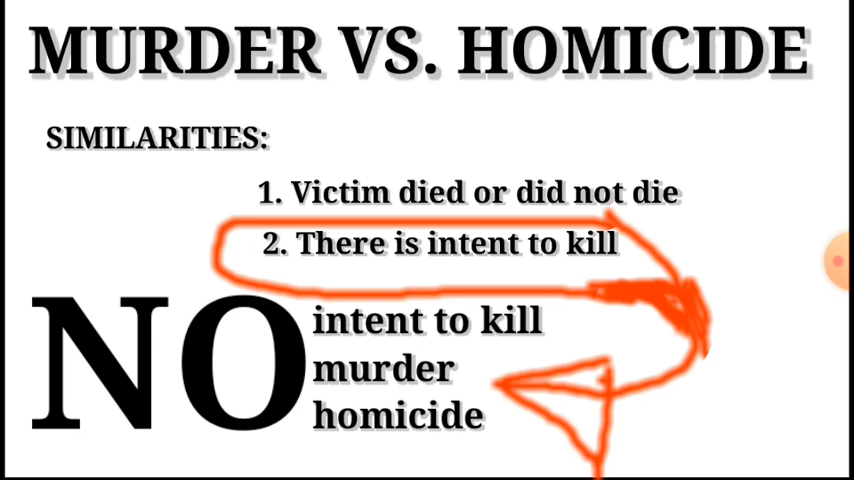 MURDER VS. HOMICIDE
SIMILARITIES:
1. Victim died or did not die
2. There is intent to kill
NO
intent to kill
murder
homicide